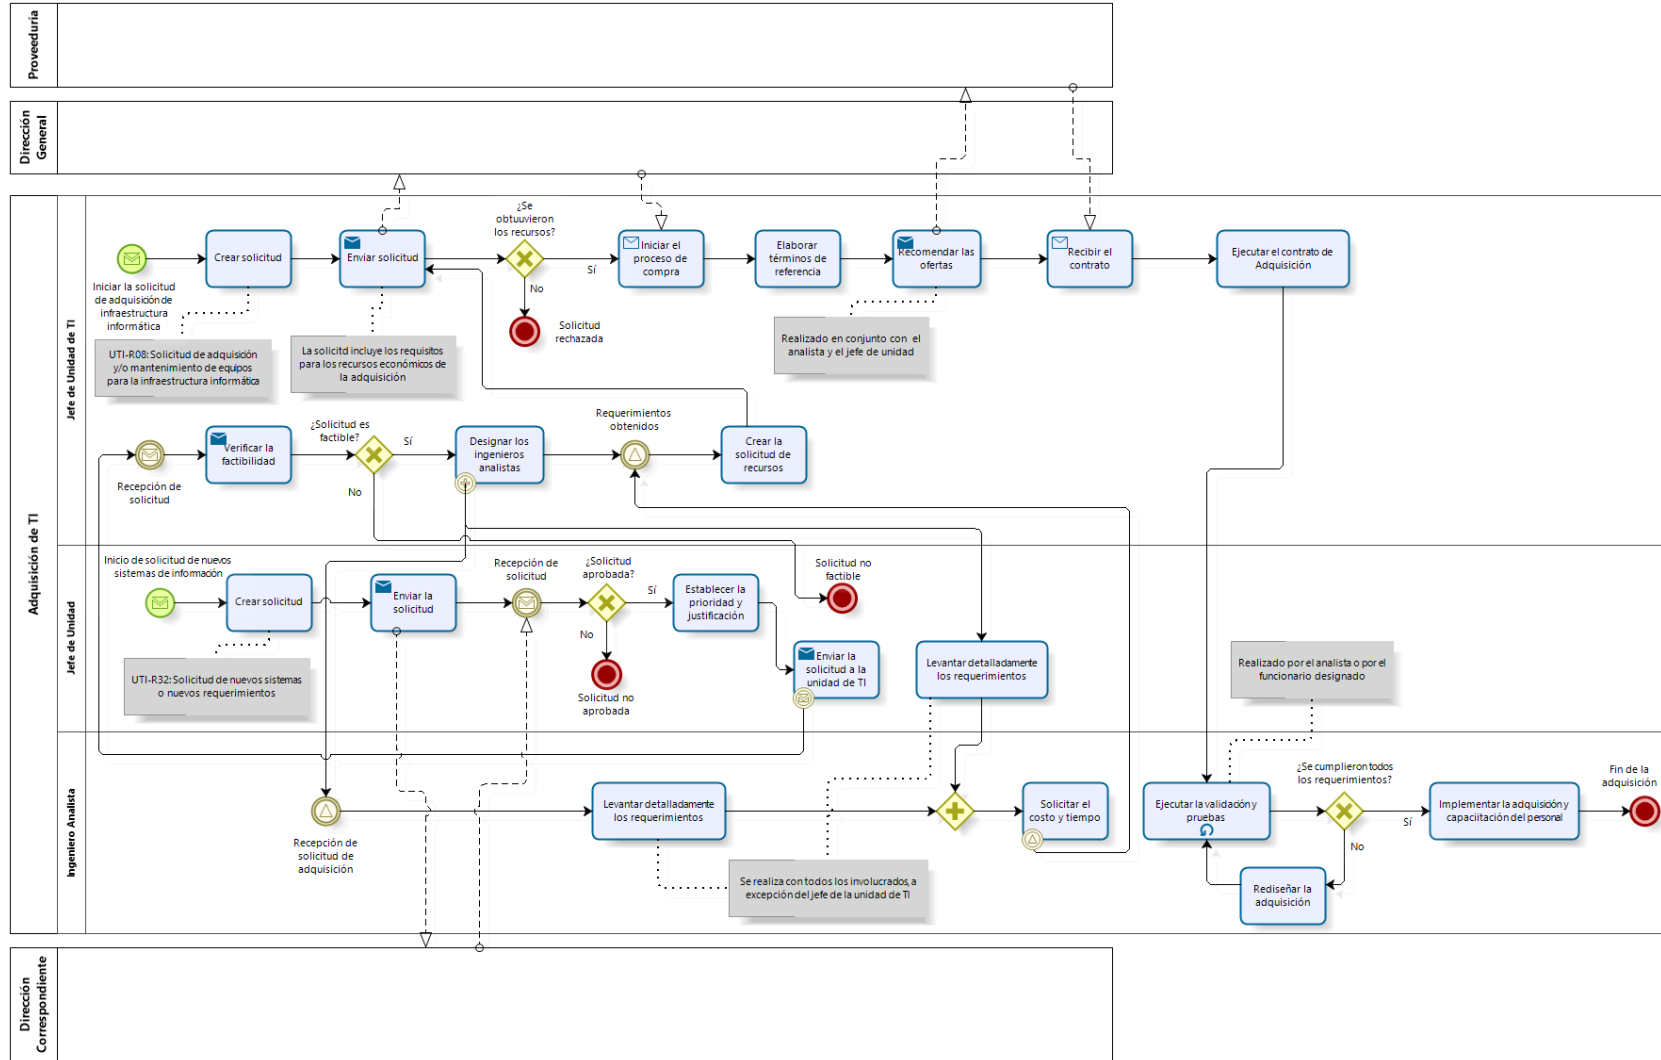 Proveeduría
Dirección
General
Adquisición de TI
Jefe de Unidad de TI
¿Se
obtuuvieron
los recursos?
Crear solicitud
Enviar solicitud
Sí
No
Iniciar el
proceso de
compra
Elaborar
términos de
referencia
Recomendar las
ofertas
Recibir el
contrato
Ejecutar el contrato de
Adquisición
Iniciar la solicitud
de adquisición de
infraestructura
informática
Solicitud
rechazada
UTI-R08: Solicitud de adquisición
y/o mantenimiento de equipos
para la infraestructura informática
La solicitd incluye los requisitos
para los recursos económicos de
la adquisición
Realizado en conjunto con el
analista y el jefe de unidad
Recepción de
solicitud
Verificar la
factibilidad
¿Solicitud es
factible?
Sí
No
Designar los
ingenieros
analistas
Requerimientos
obtenidos
Crear la
solicitud de
recursos
Jefe de Unidad
Inicio de solicitud de nuevos
sistemas de información
Crear solicitud
Enviar la
solicitud
Recepción de
solicitud
¿Solicitud
aprobada?
Sí
No
Establecer la
prioridad y
justificación
Solicitud no
factible
UTI-R32: Solicitud de nuevos sistemas
o nuevos requerimientos
Solicitud no
aprobada
Enviar la
solicitud a la
unidad de TI
Levantar detalladamente
los requerimientos
Realizado por el analista o por el
funcionario designado
Ingeniero Analista
Recepción de
solicitud de
adquisición
Levantar detalladamente
los requerimientos
Solicitar el
costo y tiempo
Se realiza con todos los involucrados, a
excepción del jefe de la unidad de TI
Ejecutar la validación y
pruebas
¿Se cumplieron todos
los requerimientos?
Sí
No
Rediseñar la
adquisición
Implementar la adquisición y
capaciitación del personal
Fin de la
adquisición
Dirección
Correspondiente